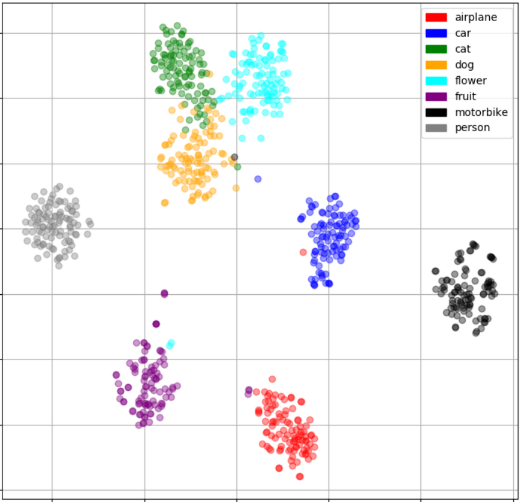 airplane
car
cat
dog
flower
fruit
motorbike
person